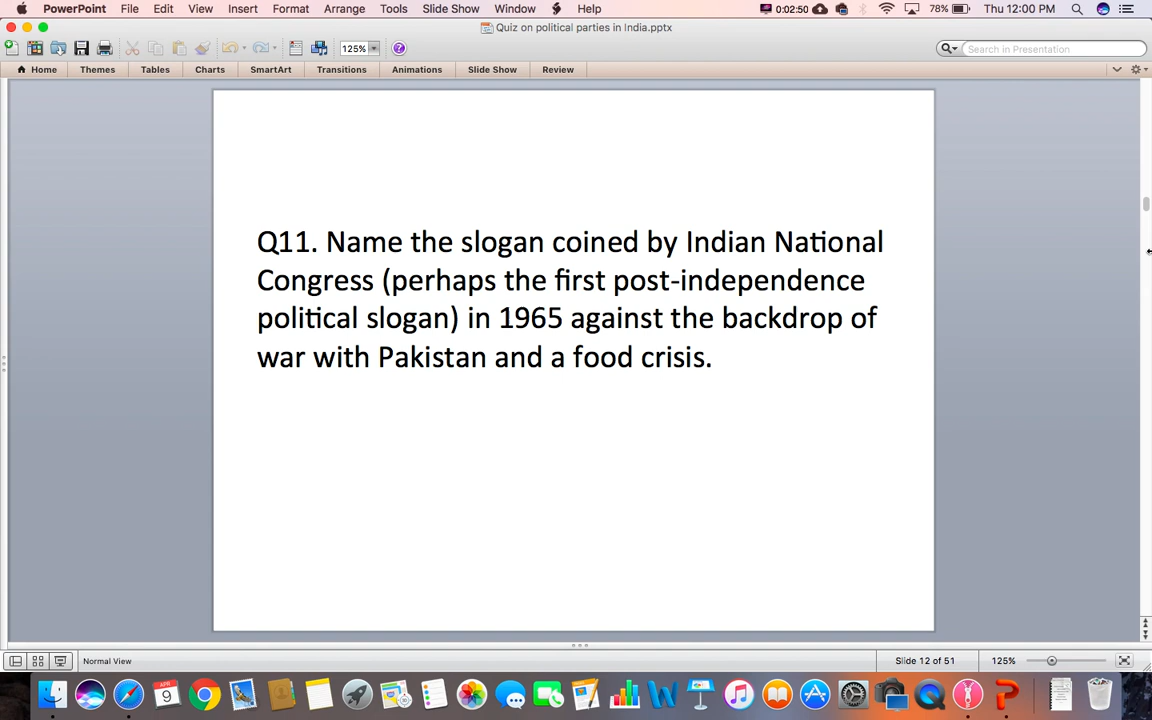 PowerPoint File Edit View Insert Format Arrange Tools Slide Show Window Help 0:02:50 78% Thu 12:00 PM
Quiz on political parties in India.pptx
125% Search in Presentation
Home Themes Tables Charts SmartArt Transitions Animations Slide Show Review
Q11. Name the slogan coined by Indian National
Congress (perhaps the first post-independence
political slogan) in 1965 against the backdrop of
war with Pakistan and a food crisis.
Normal View Slide 12 of 51 125%
APR
9